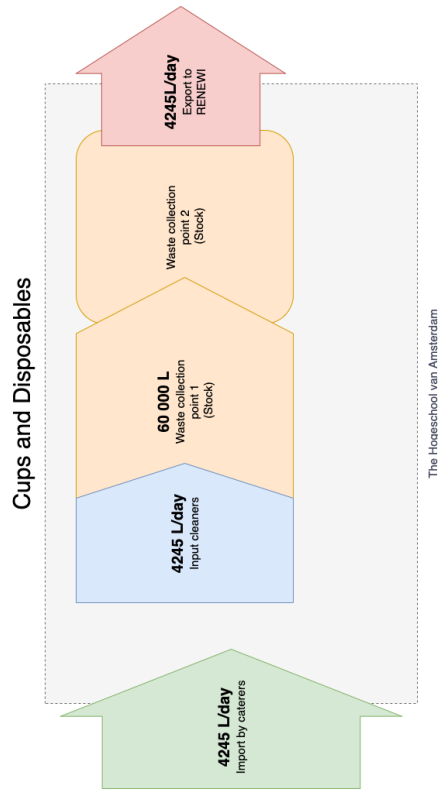 Cups and Disposables
4245 L/day
Import by caterers
4245 L/day
Input cleaners
60 000 L
Waste collection
point 1
(Stock)
Waste collection
point 2
(Stock)
4245L/day
Export to
RENEWI
The Hogeschool van Amsterdam